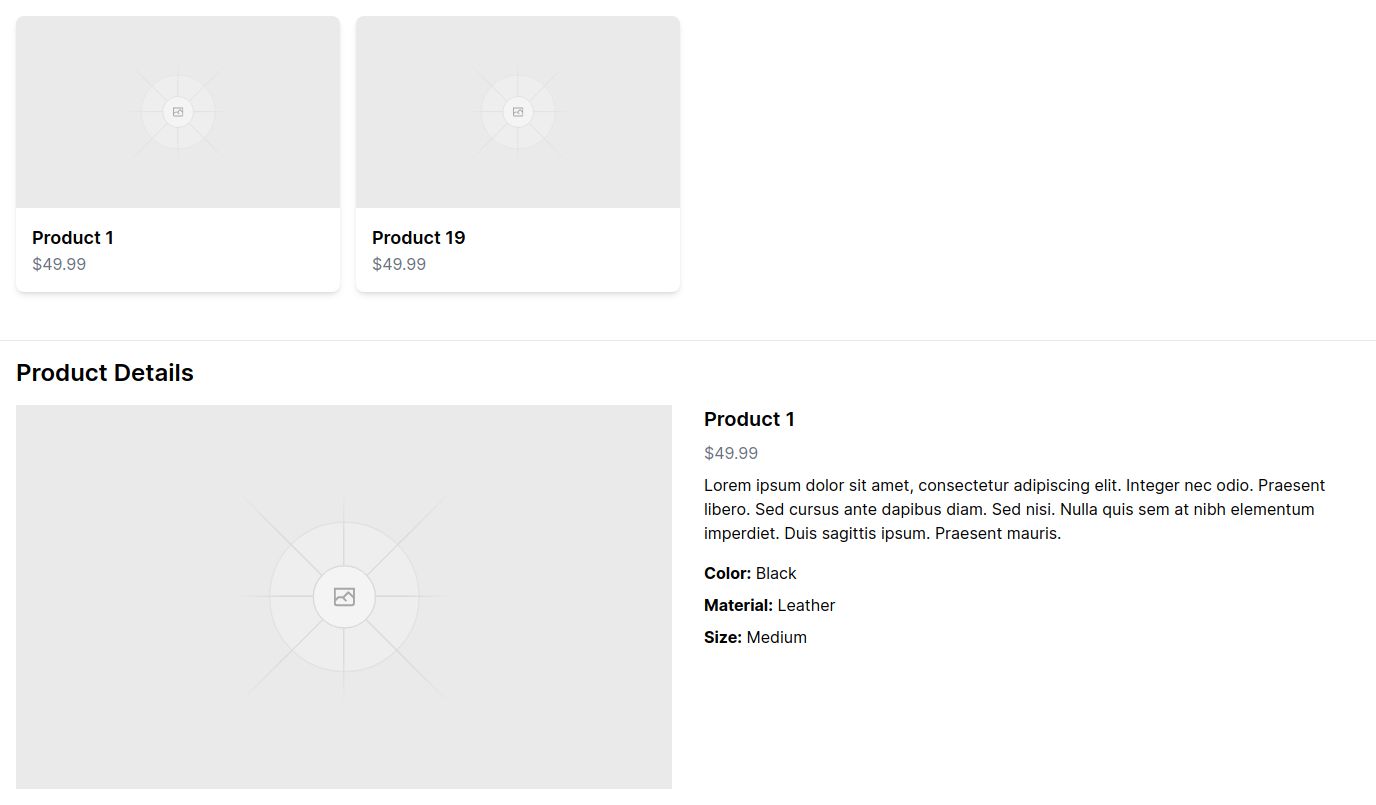 Product 1
$49.99
Product 19
$49.99
Product Details
Product 1
$49.99
Lorem ipsum dolor sit amet, consectetur adipiscing elit. Integer nec odio. Praesent
libero. Sed cursus ante dapibus diam. Sed nisi. Nulla quis sem at nibh elementum
imperdiet. Duis sagittis ipsum. Praesent mauris.
Color: Black
Material: Leather
Size: Medium